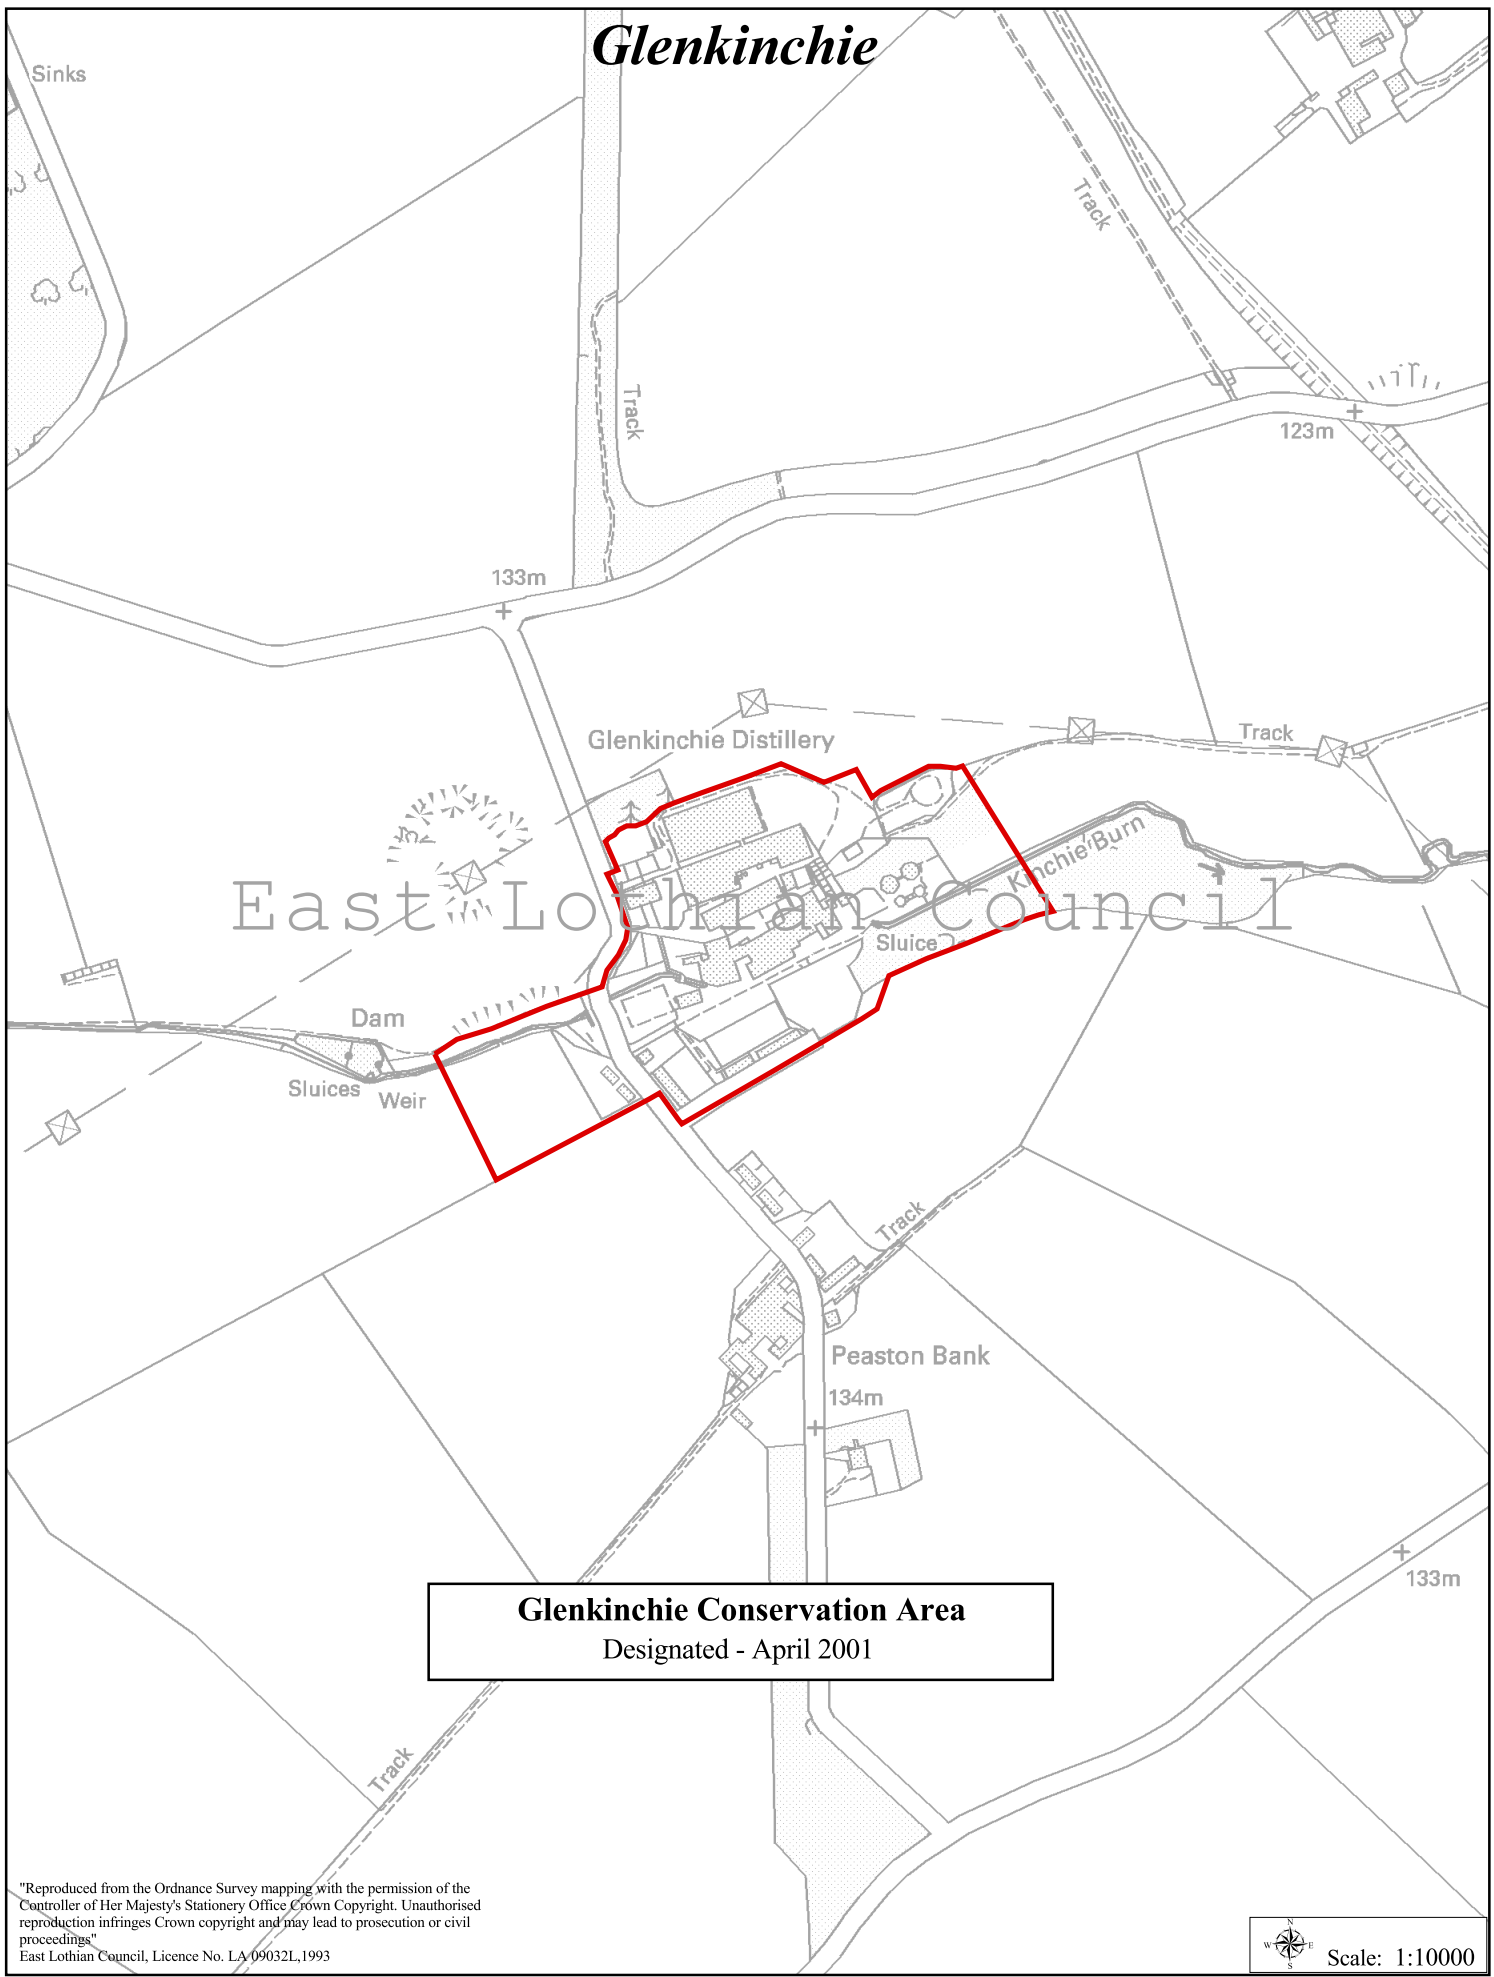 Glenkinchie
Sinks
Track
Track
123m
133m
Track
Glenkinchie Distillery
Kinchie Burn
East Lothian Council
Sluice
Dam
Sluices
Weir
Track
Peaston Bank
134m
133m
Glenkinchie Conservation Area
Designated - April 2001
Track
"Reproduced from the Ordnance Survey mapping with the permission of the
Controller of Her Majesty's Stationery Office Crown Copyright. Unauthorised
reproduction infringes Crown copyright and may lead to prosecution or civil
proceedings"
East Lothian Council, Licence No. LA 09032L,1993
N
W E
S
Scale: 1:10000